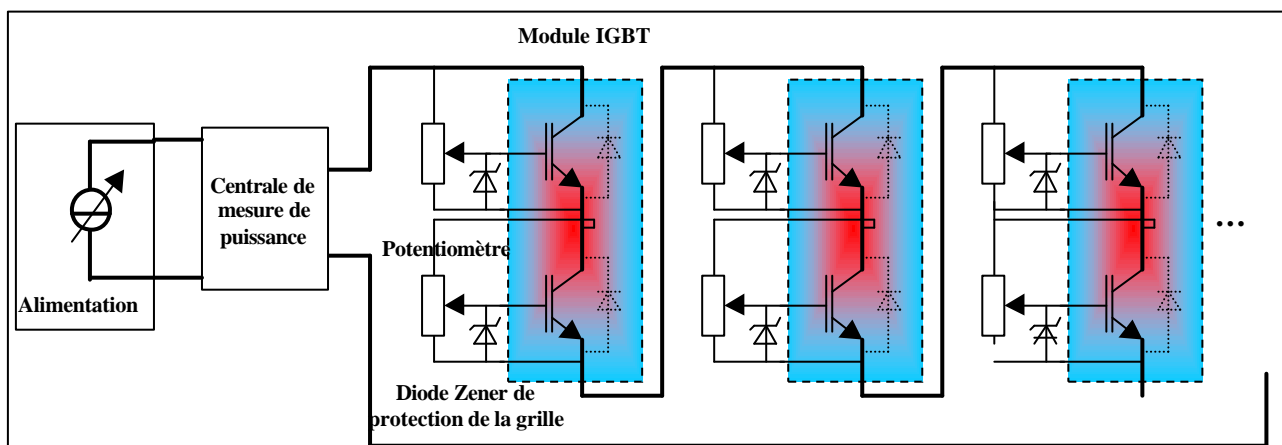 Module IGBT
Centrale de
mesure de
puissance
Potentiomètre
Alimentation
...
Diode Zener de
protection de la grille